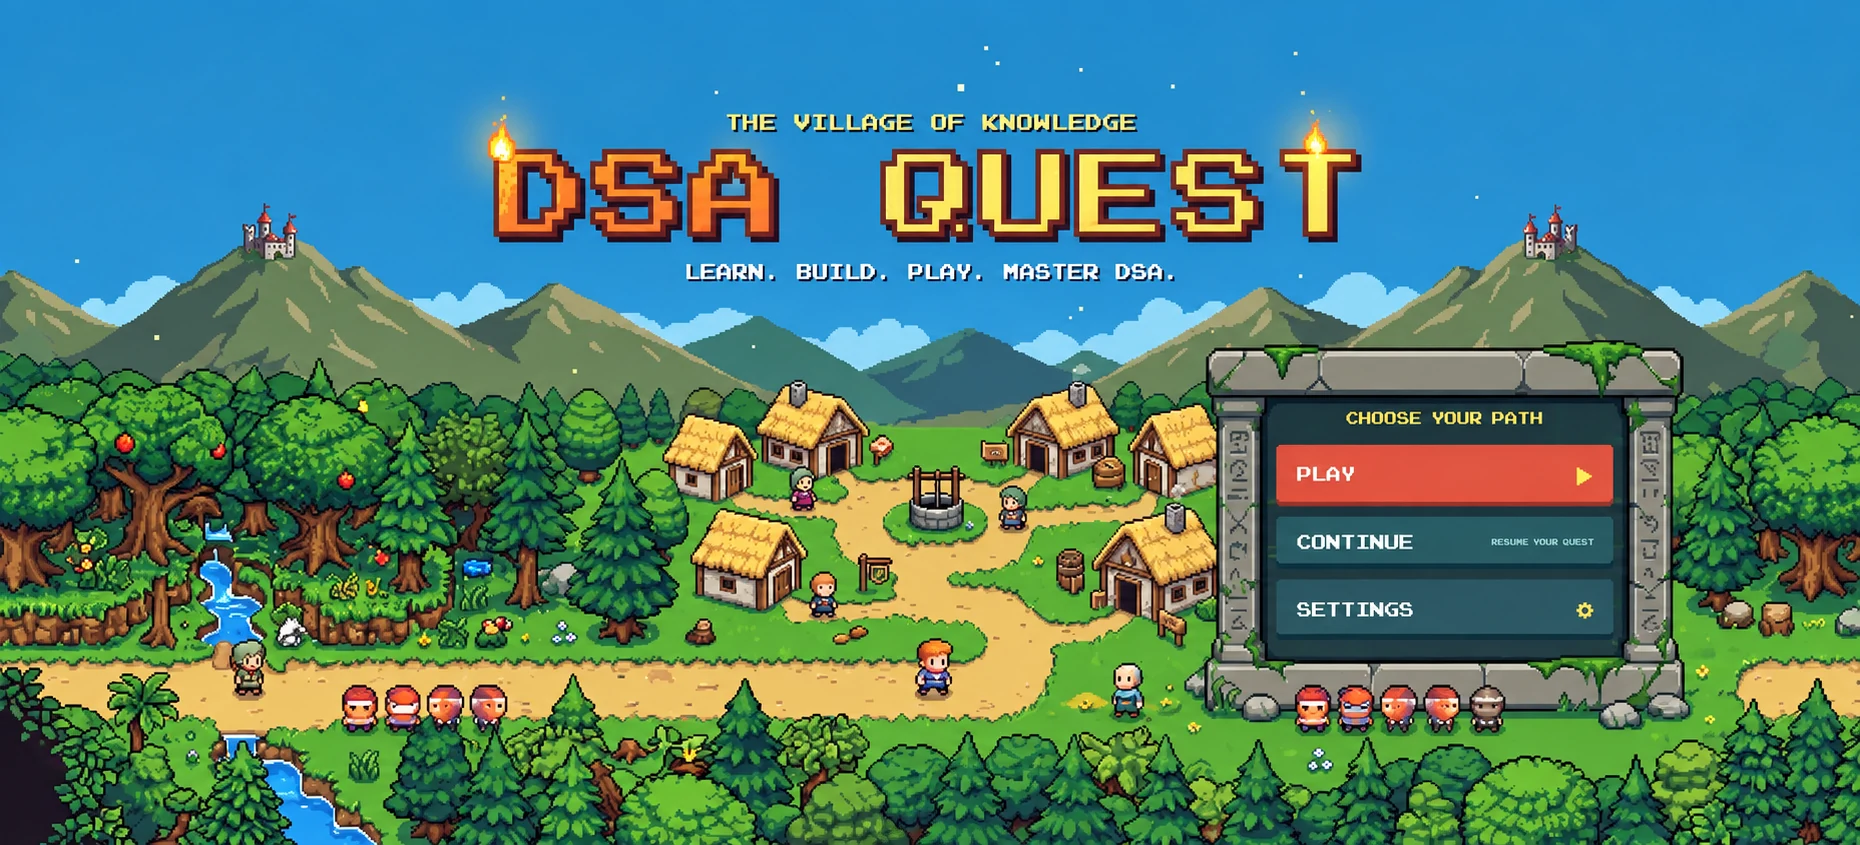 THE VILLAGE OF KNOWLEDGE
DSA QUEST
LEARN. BUILD. PLAY. MASTER DSA.
CHOOSE YOUR PATH
PLAY
CONTINUE RESUME YOUR QUEST
SETTINGS